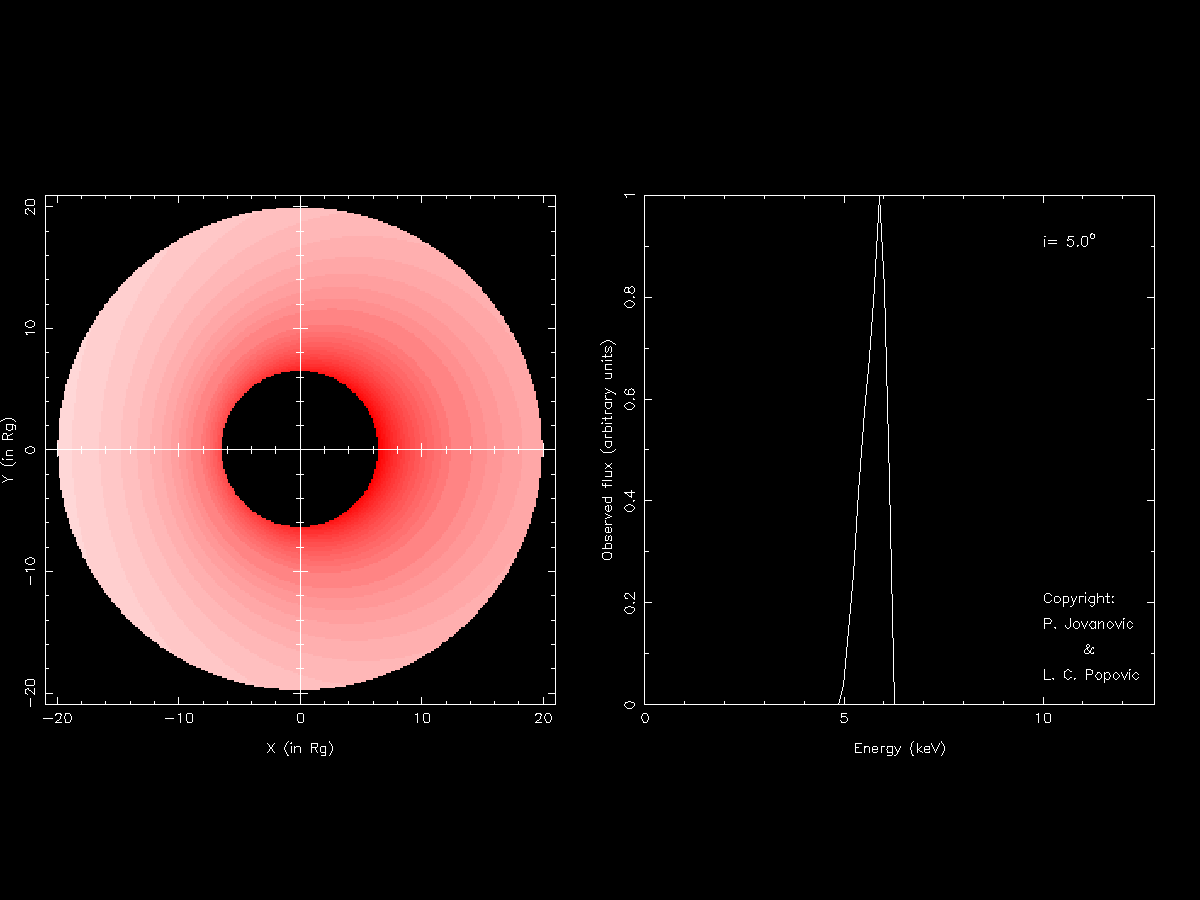 20
10
0
−10
−20
Y (in Rg)
−20 −10 0 10 20
X (in Rg)
1
0.8
0.6
0.4
0.2
0
Observed flux (arbitrary units)
i= 5.0°
Copyright:
P. Jovanovic
&
L. C. Popovic
0 5 10
Energy (keV)